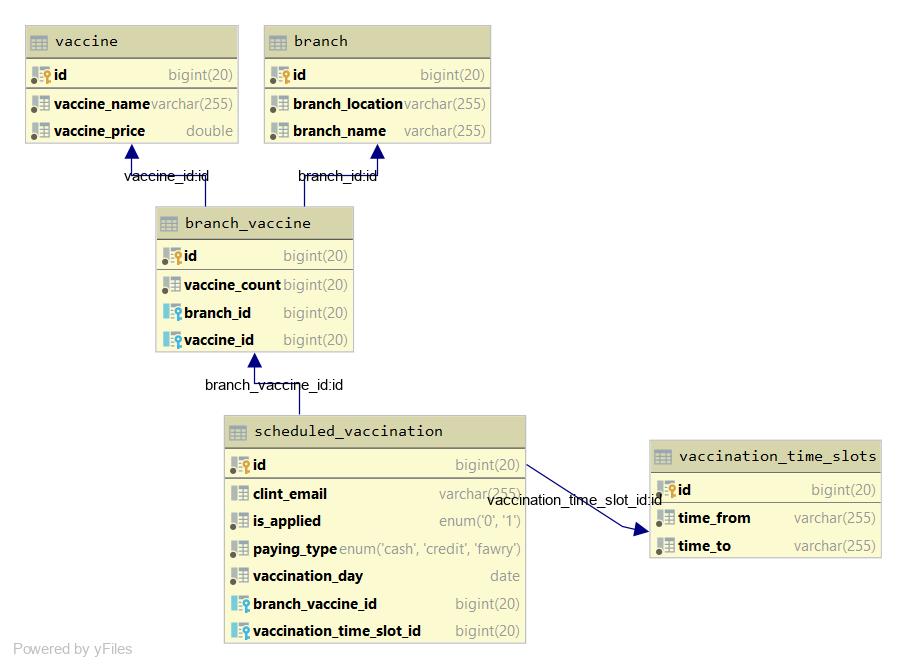 vaccine
id bigint(20)
vaccine_name varchar(255)
vaccine_price double
branch
id bigint(20)
branch_location varchar(255)
branch_name varchar(255)
vaccine_id:id
branch_id:id
branch_vaccine
id bigint(20)
vaccine_count bigint(20)
branch_id bigint(20)
vaccine_id bigint(20)
branch_vaccine_id:id
scheduled_vaccination
id bigint(20)
clint_email varchar(255)
is_applied enum('0', '1')
paying_type enum('cash', 'credit', 'fawry')
vaccination_day date
branch_vaccine_id bigint(20)
vaccination_time_slot_id bigint(20)
vaccination_time_slot_id:id
vaccination_time_slots
id bigint(20)
time_from varchar(255)
time_to varchar(255)
Powered by yFiles